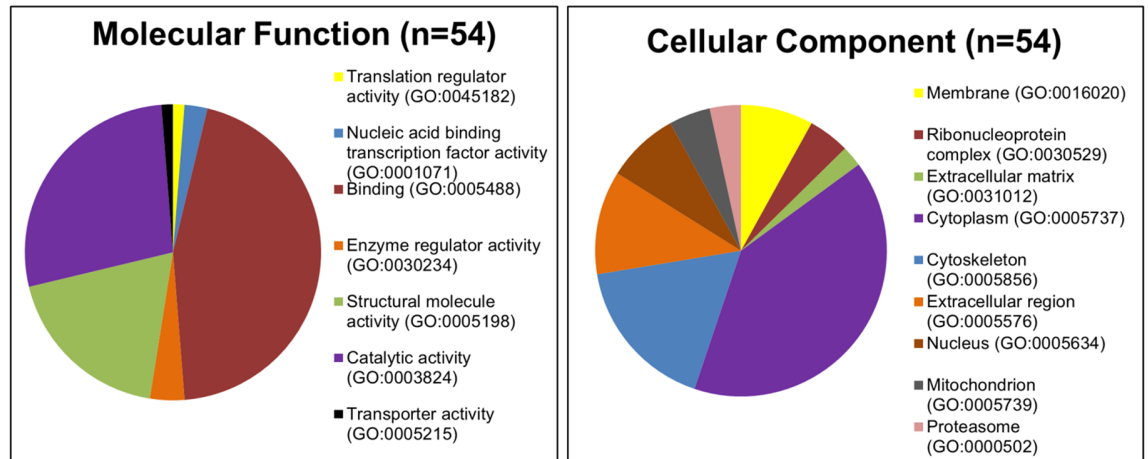 Molecular Function (n=54)
Translation regulator
activity (GO:0045182)
Nucleic acid binding
transcription factor activity
(GO:0001071)
Binding (GO:0005488)
Enzyme regulator activity
(GO:0030234)
Structural molecule
activity (GO:0005198)
Catalytic activity
(GO:0003824)
Transporter activity
(GO:0005215)
Cellular Component (n=54)
Membrane (GO:0016020)
Ribonucleoprotein
complex (GO:0030529)
Extracellular matrix
(GO:0031012)
Cytoplasm (GO:0005737)
Cytoskeleton
(GO:0005856)
Extracellular region
(GO:0005576)
Nucleus (GO:0005634)
Mitochondrion
(GO:0005739)
Proteasome
(GO:0000502)